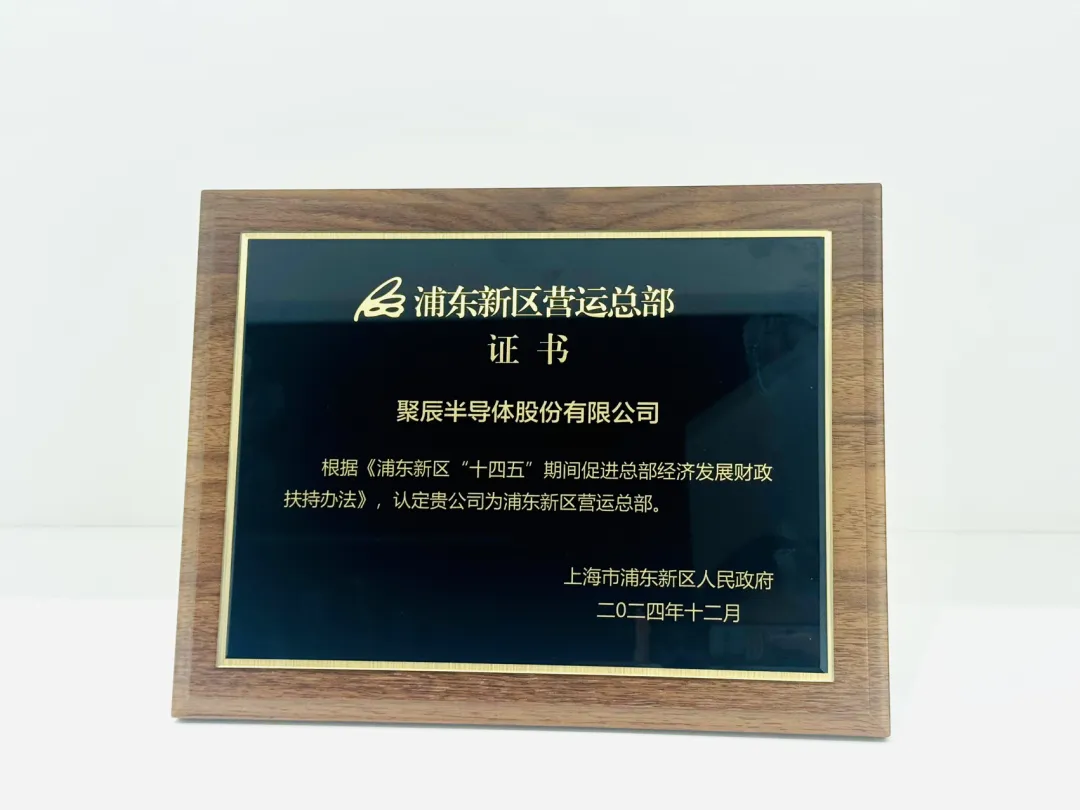 浦东新区营运总部
证书
聚辰半导体股份有限公司
根据《浦东新区“十四五”期间促进总部经济发展财政
扶持办法》，认定贵公司为浦东新区营运总部。
上海市浦东新区人民政府
二0二四年十二月